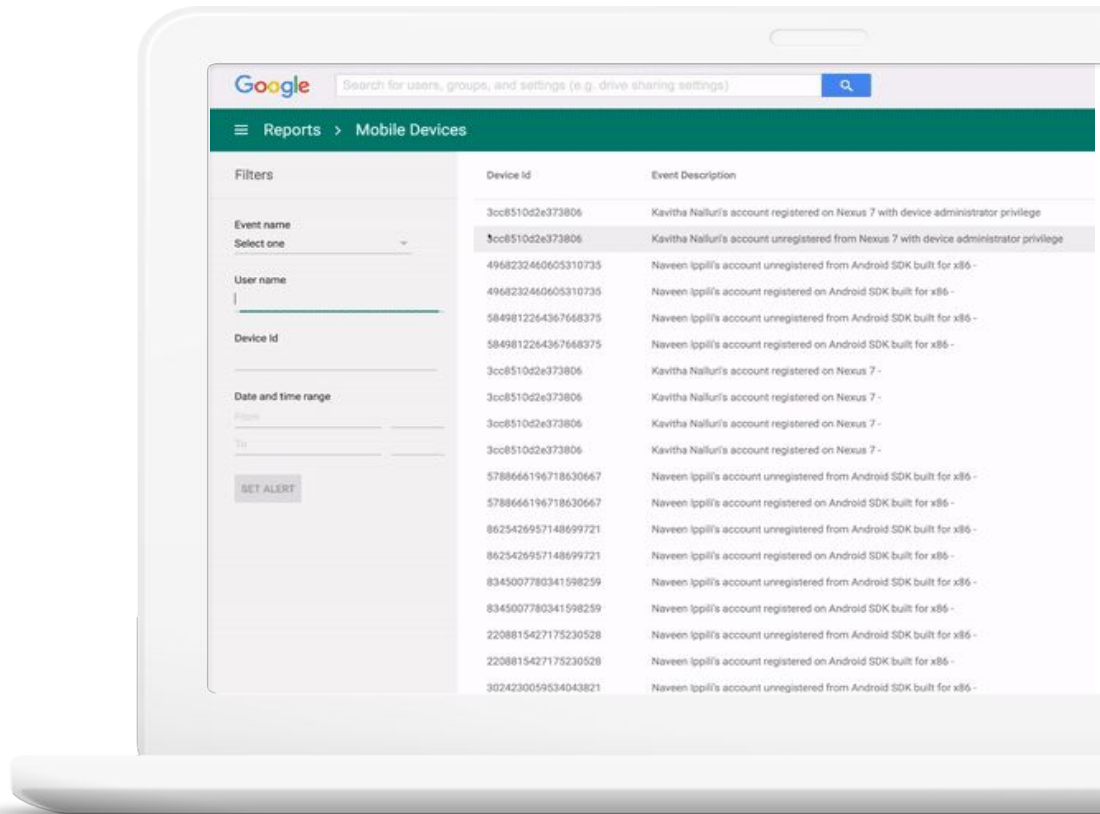 Google Search for users, groups, and settings (e.g. drive sharing settings)
Reports > Mobile Devices
Filters
Event name
Select one
User name
Device Id
Date and time range
From
To
SET ALERT
Device Id Event Description
3cc8510d2e373806 Kavitha Nalluri's account registered on Nexus 7 with device administrator privilege
3cc8510d2e373806 Kavitha Nalluri's account unregistered from Nexus 7 with device administrator privilege
4968232460605310735 Naveen Ippili's account unregistered from Android SDK built for x86 -
4968232460605310735 Naveen Ippili's account registered on Android SDK built for x86 -
5849812264367668375 Naveen Ippili's account unregistered from Android SDK built for x86 -
5849812264367668375 Naveen Ippili's account registered on Android SDK built for x86 -
3cc8510d2e373806 Kavitha Nalluri's account registered on Nexus 7 -
3cc8510d2e373806 Kavitha Nalluri's account registered on Nexus 7 -
3cc8510d2e373806 Kavitha Nalluri's account registered on Nexus 7 -
3cc8510d2e373806 Kavitha Nalluri's account registered on Nexus 7 -
5788666196718630667 Naveen Ippili's account unregistered from Android SDK built for x86 -
5788666196718630667 Naveen Ippili's account registered on Android SDK built for x86 -
8625426957148699721 Naveen Ippili's account unregistered from Android SDK built for x86 -
8625426957148699721 Naveen Ippili's account registered on Android SDK built for x86 -
8345007780341598259 Naveen Ippili's account unregistered from Android SDK built for x86 -
8345007780341598259 Naveen Ippili's account registered on Android SDK built for x86 -
2208815427175230528 Naveen Ippili's account unregistered from Android SDK built for x86 -
2208815427175230528 Naveen Ippili's account registered on Android SDK built for x86 -
3024230059534043821 Naveen Ippili's account unregistered from Android SDK built for x86 -